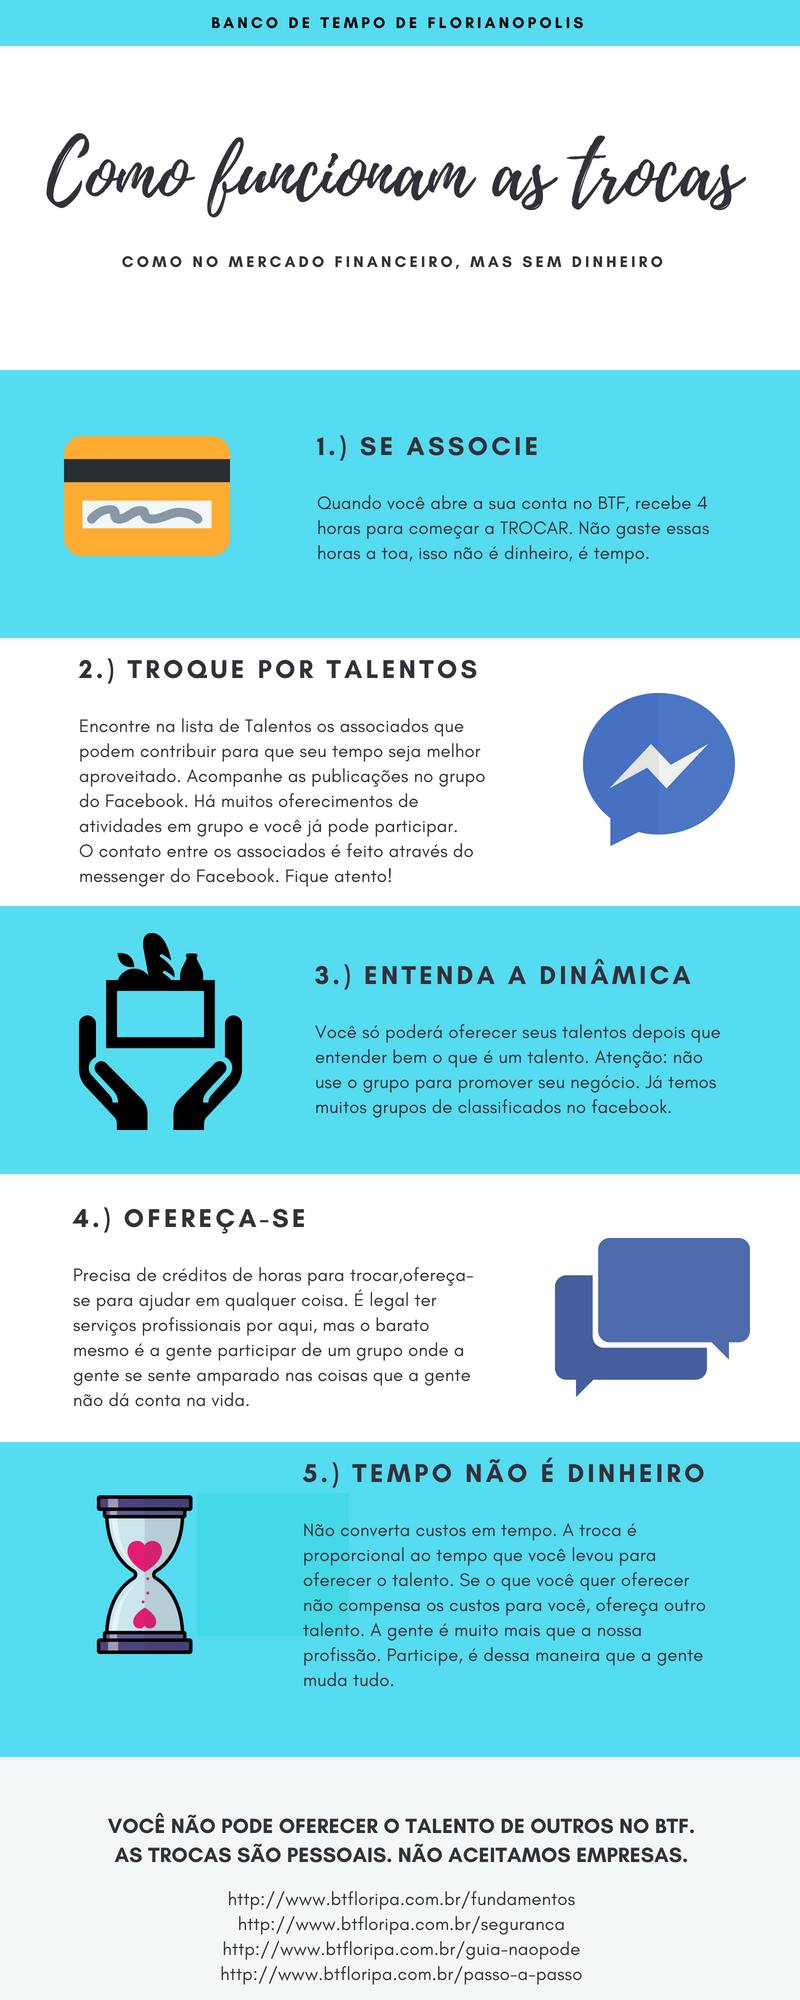 BANCO DE TEMPO DE FLORIANOPOLIS
Como funcionam as trocas
COMO NO MERCADO FINANCEIRO, MAS SEM DINHEIRO
1.) SE ASSOCIE
Quando você abre a sua conta no BTF, recebe 4
horas para começar a TROCAR. Não gaste essas
horas a toa, isso não é dinheiro, é tempo.
2.) TROQUE POR TALENTOS
Encontre na lista de Talentos os associados que
podem contribuir para que seu tempo seja melhor
aproveitado. Acompanhe as publicações no grupo
do Facebook. Há muitos oferecimentos de
atividades em grupo e você já pode participar.
O contato entre os associados é feito através do
messenger do Facebook. Fique atento!
3.) ENTENDA A DINÂMICA
Você só poderá oferecer seus talentos depois que
entender bem o que é um talento. Atenção: não
use o grupo para promover seu negócio. Já temos
muitos grupos de classificados no facebook.
4.) OFEREÇA-SE
Precisa de créditos de horas para trocar,ofereça-
se para ajudar em qualquer coisa. É legal ter
serviços profissionais por aqui, mas o barato
mesmo é a gente participar de um grupo onde a
gente se sente amparado nas coisas que a gente
não dá conta na vida.
5.) TEMPO NÃO É DINHEIRO
Não converta custos em tempo. A troca é
proporcional ao tempo que você levou para
oferecer o talento. Se o que você quer oferecer
não compensa os custos para você, ofereça outro
talento. A gente é muito mais que a nossa
profissão. Participe, é dessa maneira que a gente
muda tudo.
VOCÊ NÃO PODE OFERECER O TALENTO DE OUTROS NO BTF.
AS TROCAS SÃO PESSOAIS. NÃO ACEITAMOS EMPRESAS.
http://www.btfloripa.com.br/fundamentos
http://www.btfloripa.com.br/seguranca
http://www.btfloripa.com.br/guia-naopode
http://www.btfloripa.com.br/passo-a-passo